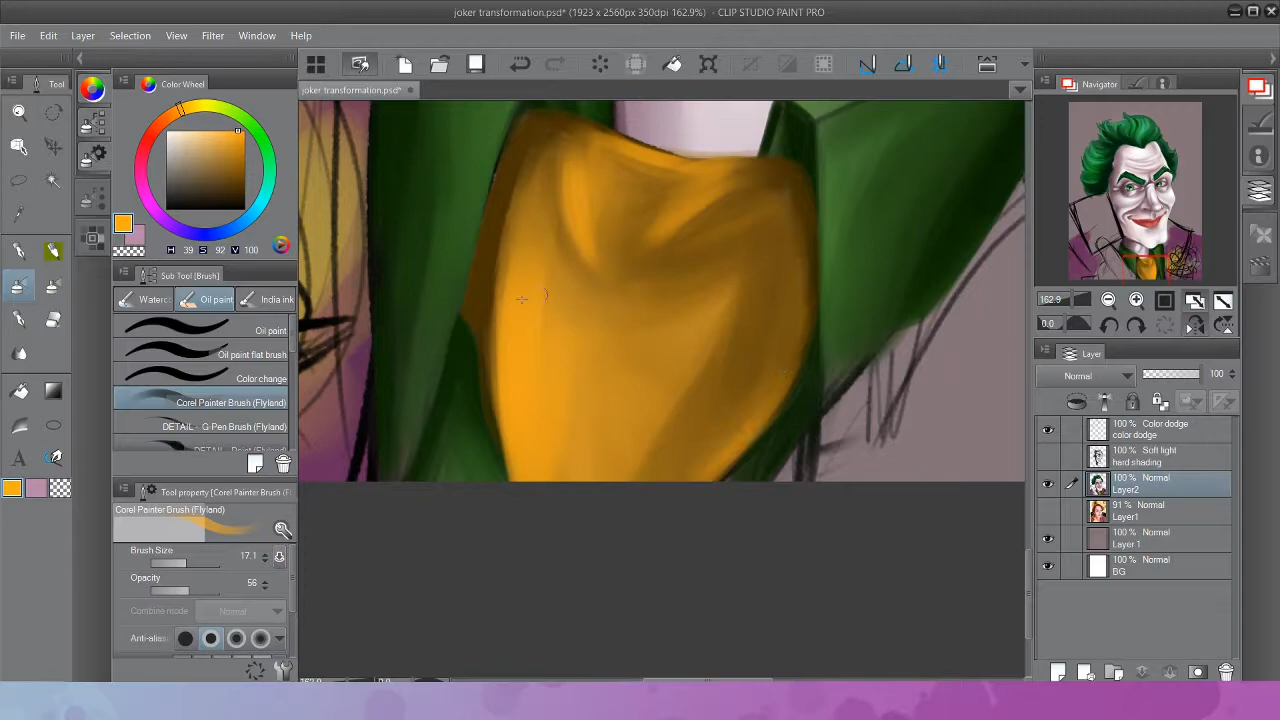 joker transformation.psd* (1923 x 2560px 350dpi 162.9%) - CLIP STUDIO PAINT PRO
File Edit Layer Selection View Filter Window Help
Tool
Color Wheel
joker transformation.psd*
Navigator
H 39 S 92 V 100
Sub Tool [Brush]
Waterc Oil paint India ink
Oil paint
Oil paint flat brush
Color change
Corel Painter Brush (Flyland)
DETAIL - G-Pen Brush (Flyland)
A
Tool property [Corel Painter Brush (Fl
Corel Painter Brush (Flyland)
Brush Size 17.1
Opacity 56
Combine mode Normal
Anti-alias
162.9
0.0
Layer
Normal 100
100 % Color dodge
color dodge
100 % Soft light
hard shading
100 % Normal
Layer2
91 % Normal
Layer1
100 % Normal
Layer 1
100 % Normal
BG